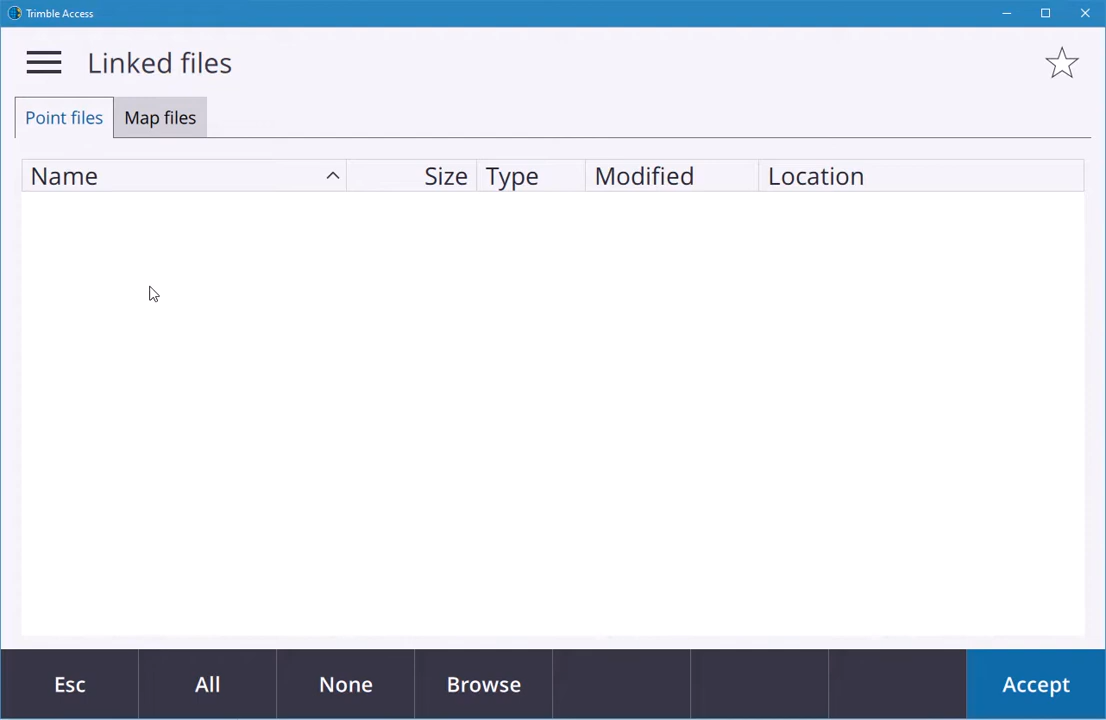 Trimble Access
Linked files
Point files
Map files
Name
Size
Type
Modified
Location
Esc
All
None
Browse
Accept